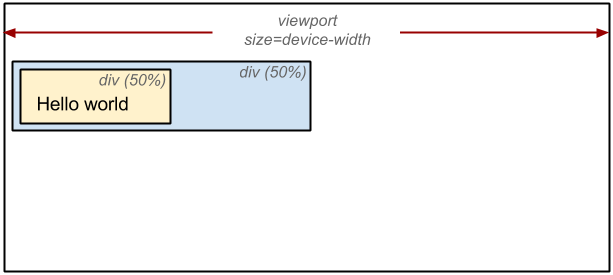 viewport
size=device-width
div (50%)
div (50%)
Hello world